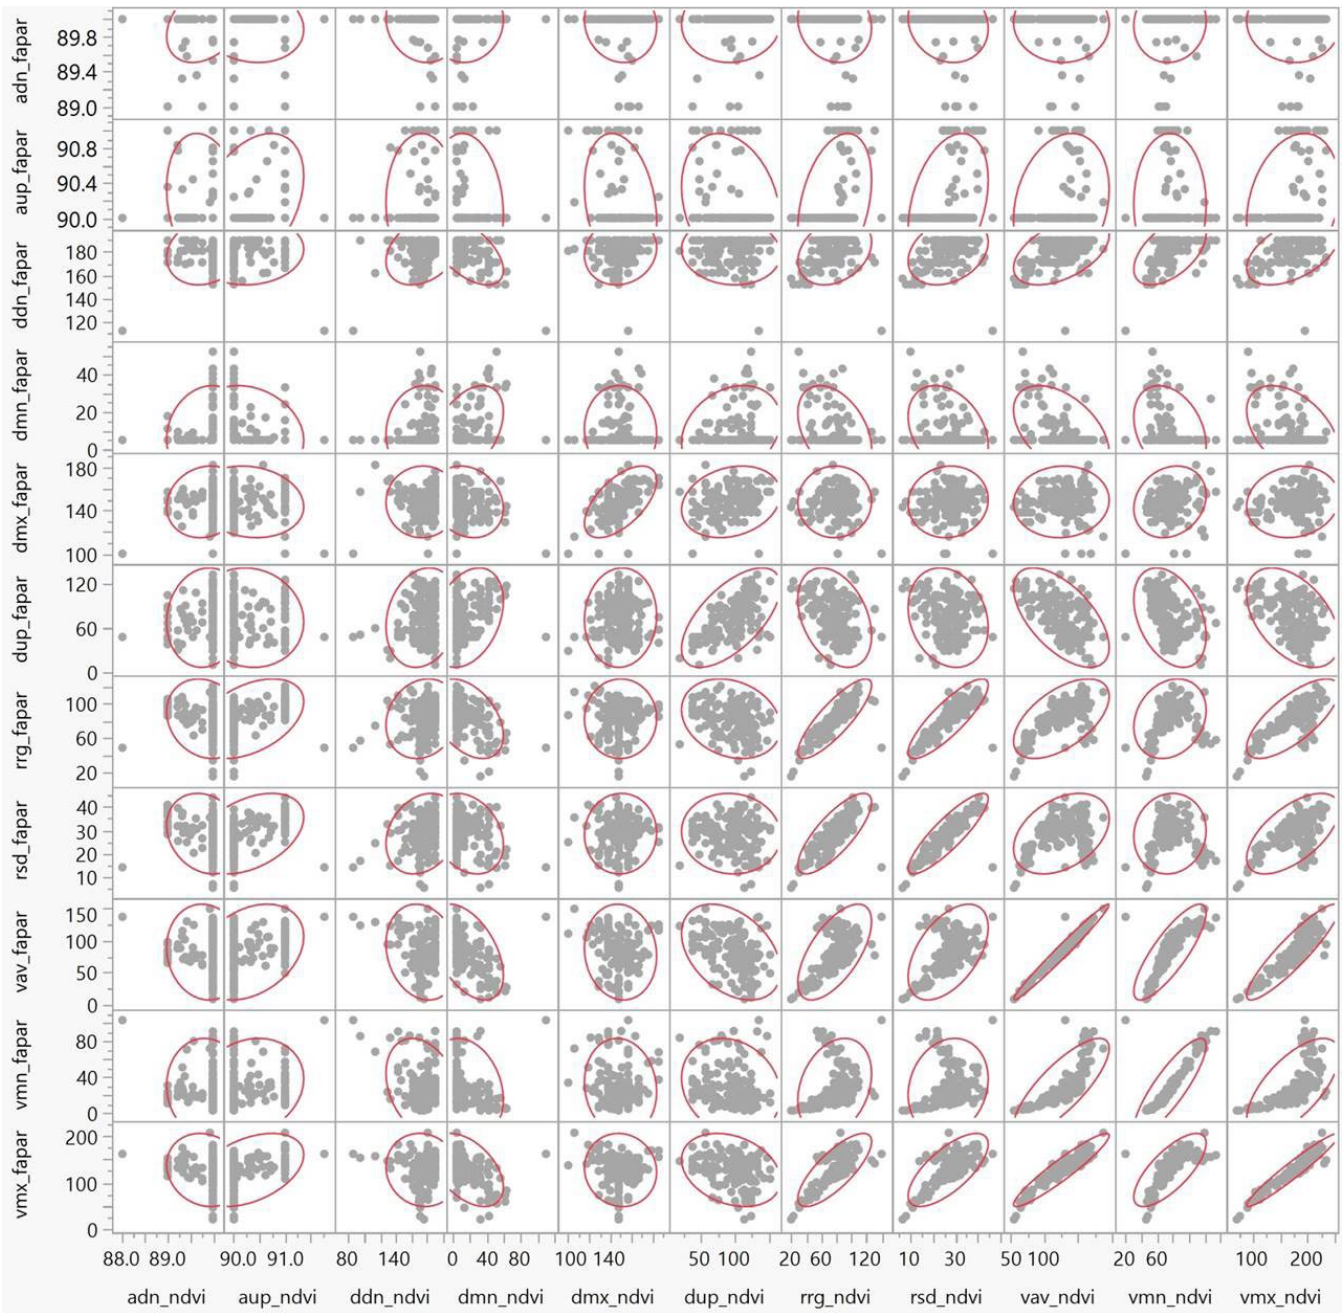 adn_fapar
89.8
89.4
89.0
aup_fapar
90.8
90.4
90.0
ddn_fapar
180
160
140
120
dmn_fapar
40
20
0
dmx_fapar
180
140
100
dup_fapar
120
60
0
rrg_fapar
100
60
20
rsd_fapar
40
30
20
10
vav_fapar
150
100
50
0
vmn_fapar
80
40
0
vmx_fapar
200
100
0
88.0 89.0 90.0 91.0 80 140 0 40 80 100 140 50 100 20 60 120 10 30 50 100 20 60 100 200
adn_ndvi aup_ndvi ddn_ndvi dmn_ndvi dmx_ndvi dup_ndvi rrg_ndvi rsd_ndvi vav_ndvi vmn_ndvi vmx_ndvi